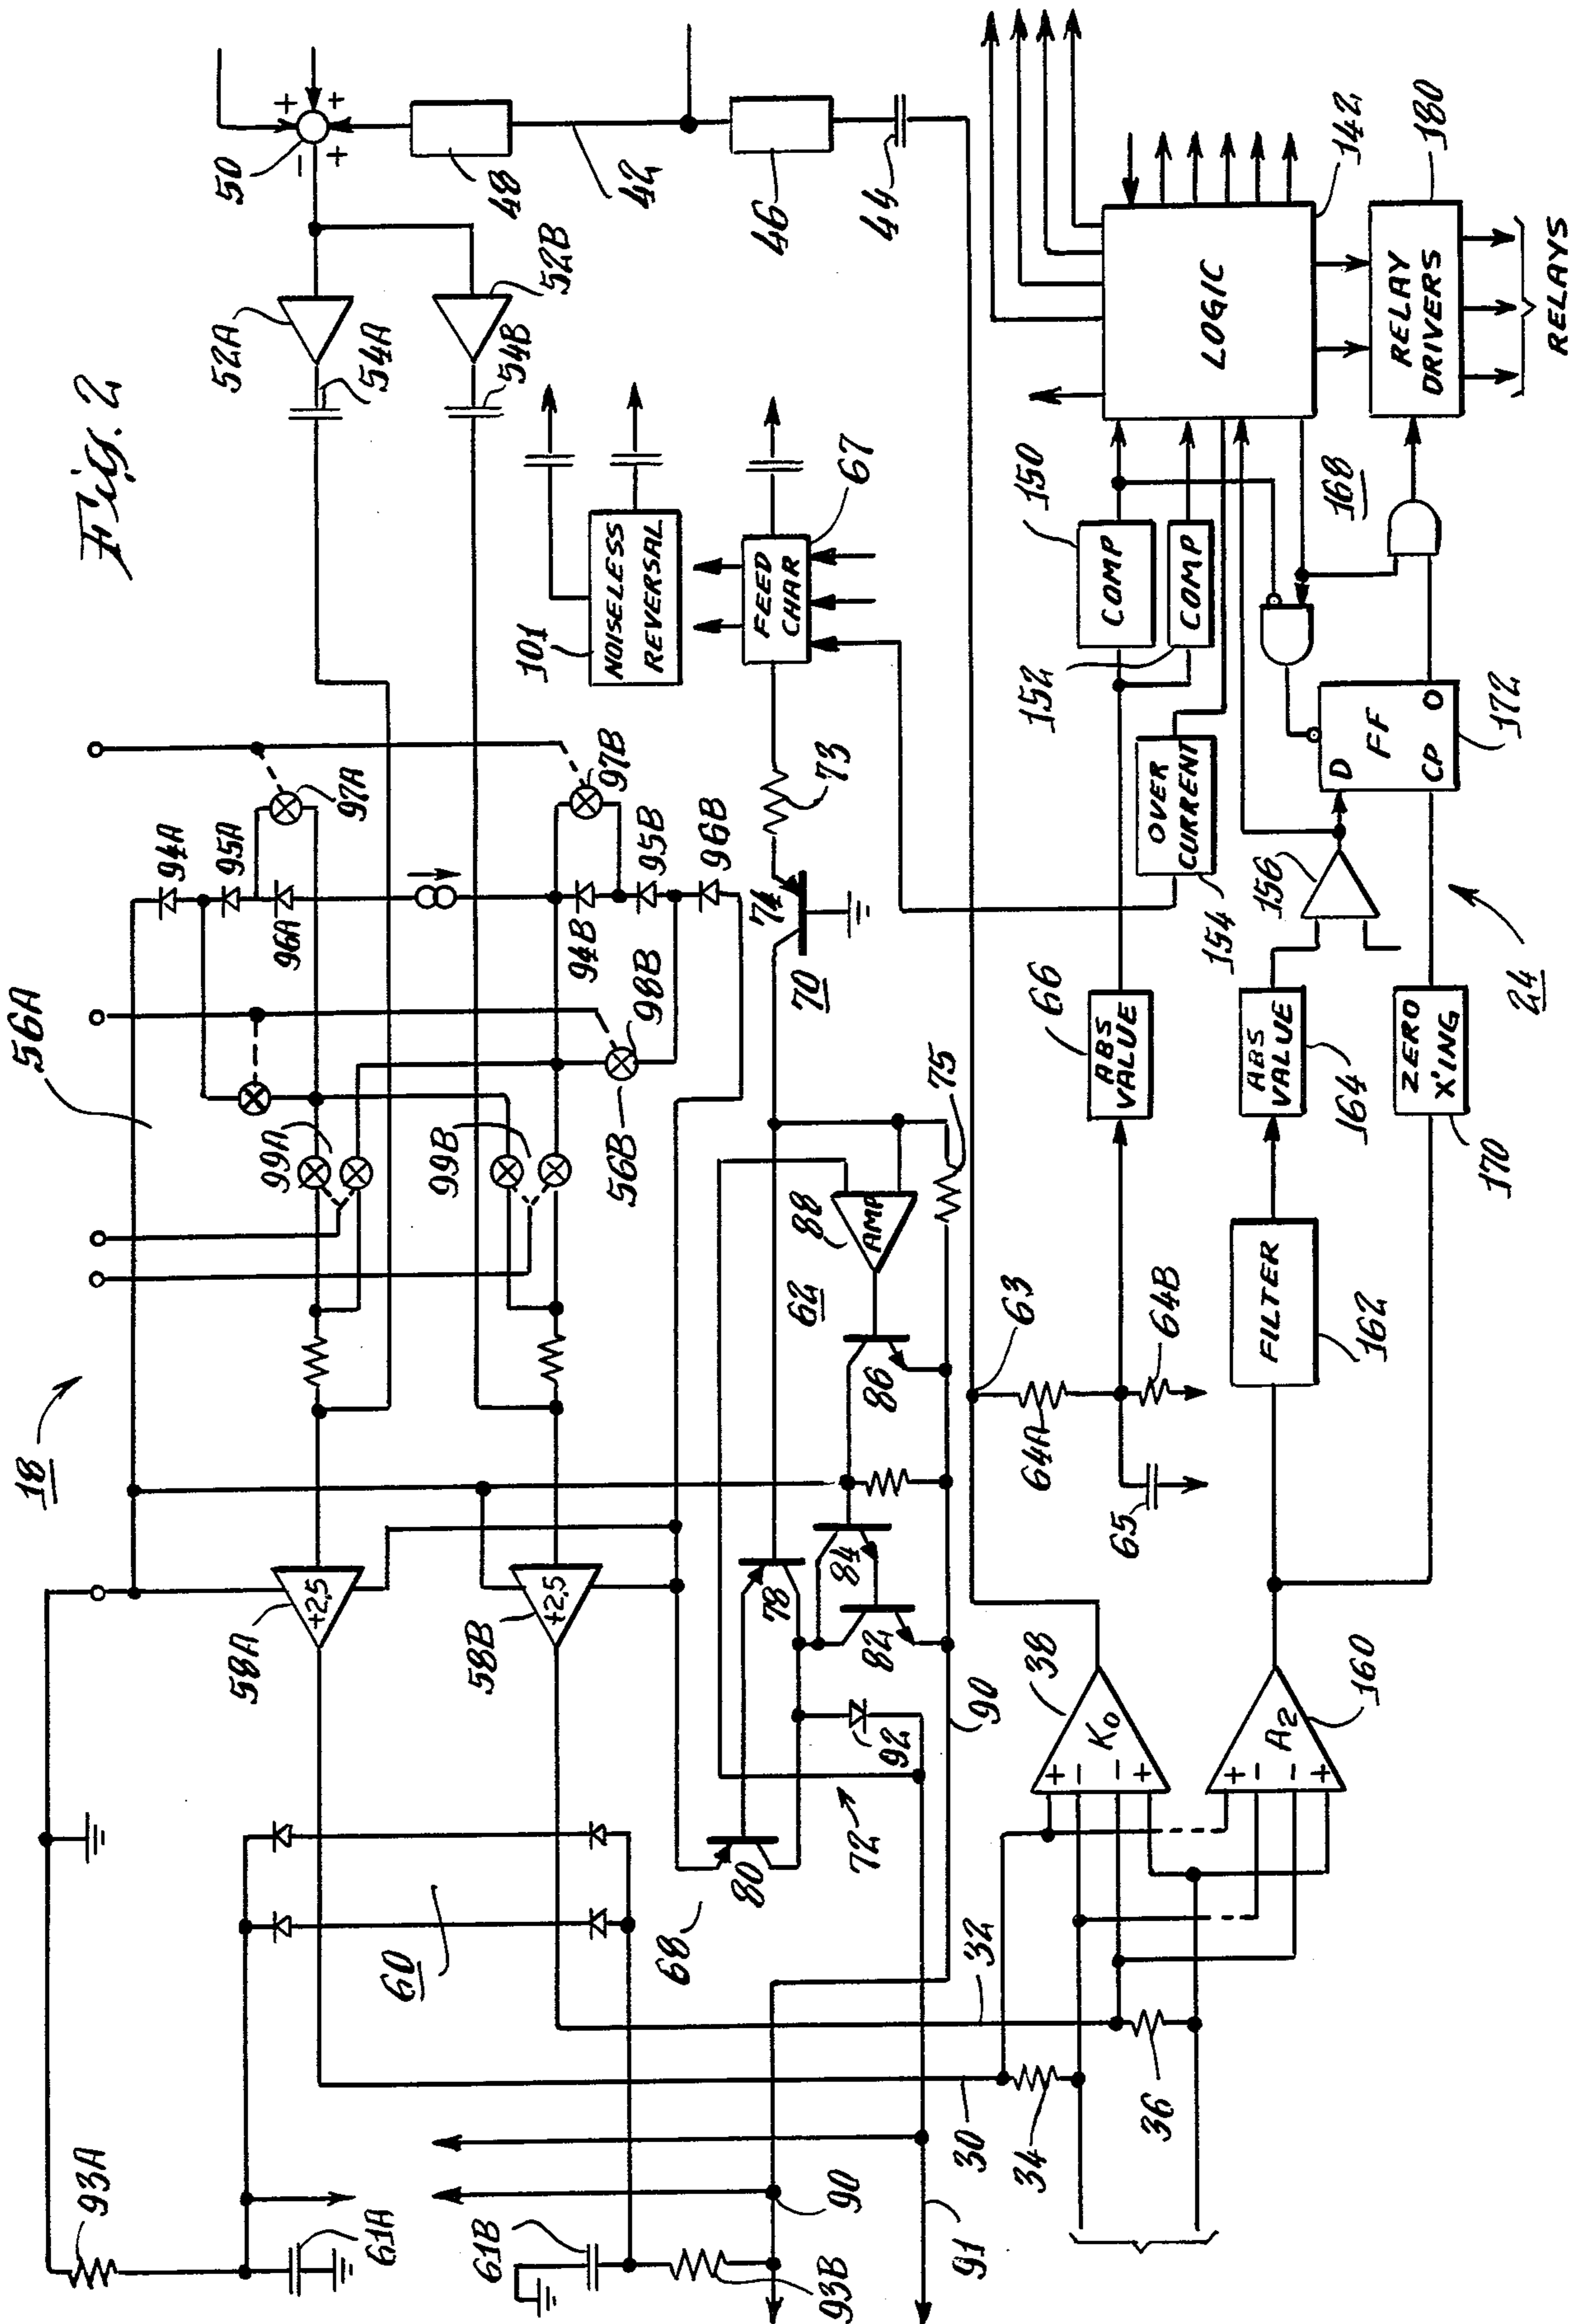 Fig. 2
18
56A
50
+
+
−
+
48
42
46
44
52A
54A
52B
54B
94A
95A
96A
97A
97B
94B
95B
96B
98B
56B
99A
99B
101
NOISELESS
REVERSAL
FEED
CHAR
67
73
74
70
75
58A
+2.5
58B
+2.5
78
80
82
84
86
88
AMP
62
68
72
92
90
60
93A
61A
61B
93B
90
91
30
32
34
36
K0
+
−
−
+
38
A2
+
−
−
+
160
63
64A
64B
65
66
ABS
VALUE
150
COMP
152
COMP
OVER
CURRENT
154
156
ABS
VALUE
164
FILTER
162
ZERO
X'ING
170
24
D
FF
CP
O
172
168
LOGIC
142
RELAY
DRIVERS
180
RELAYS